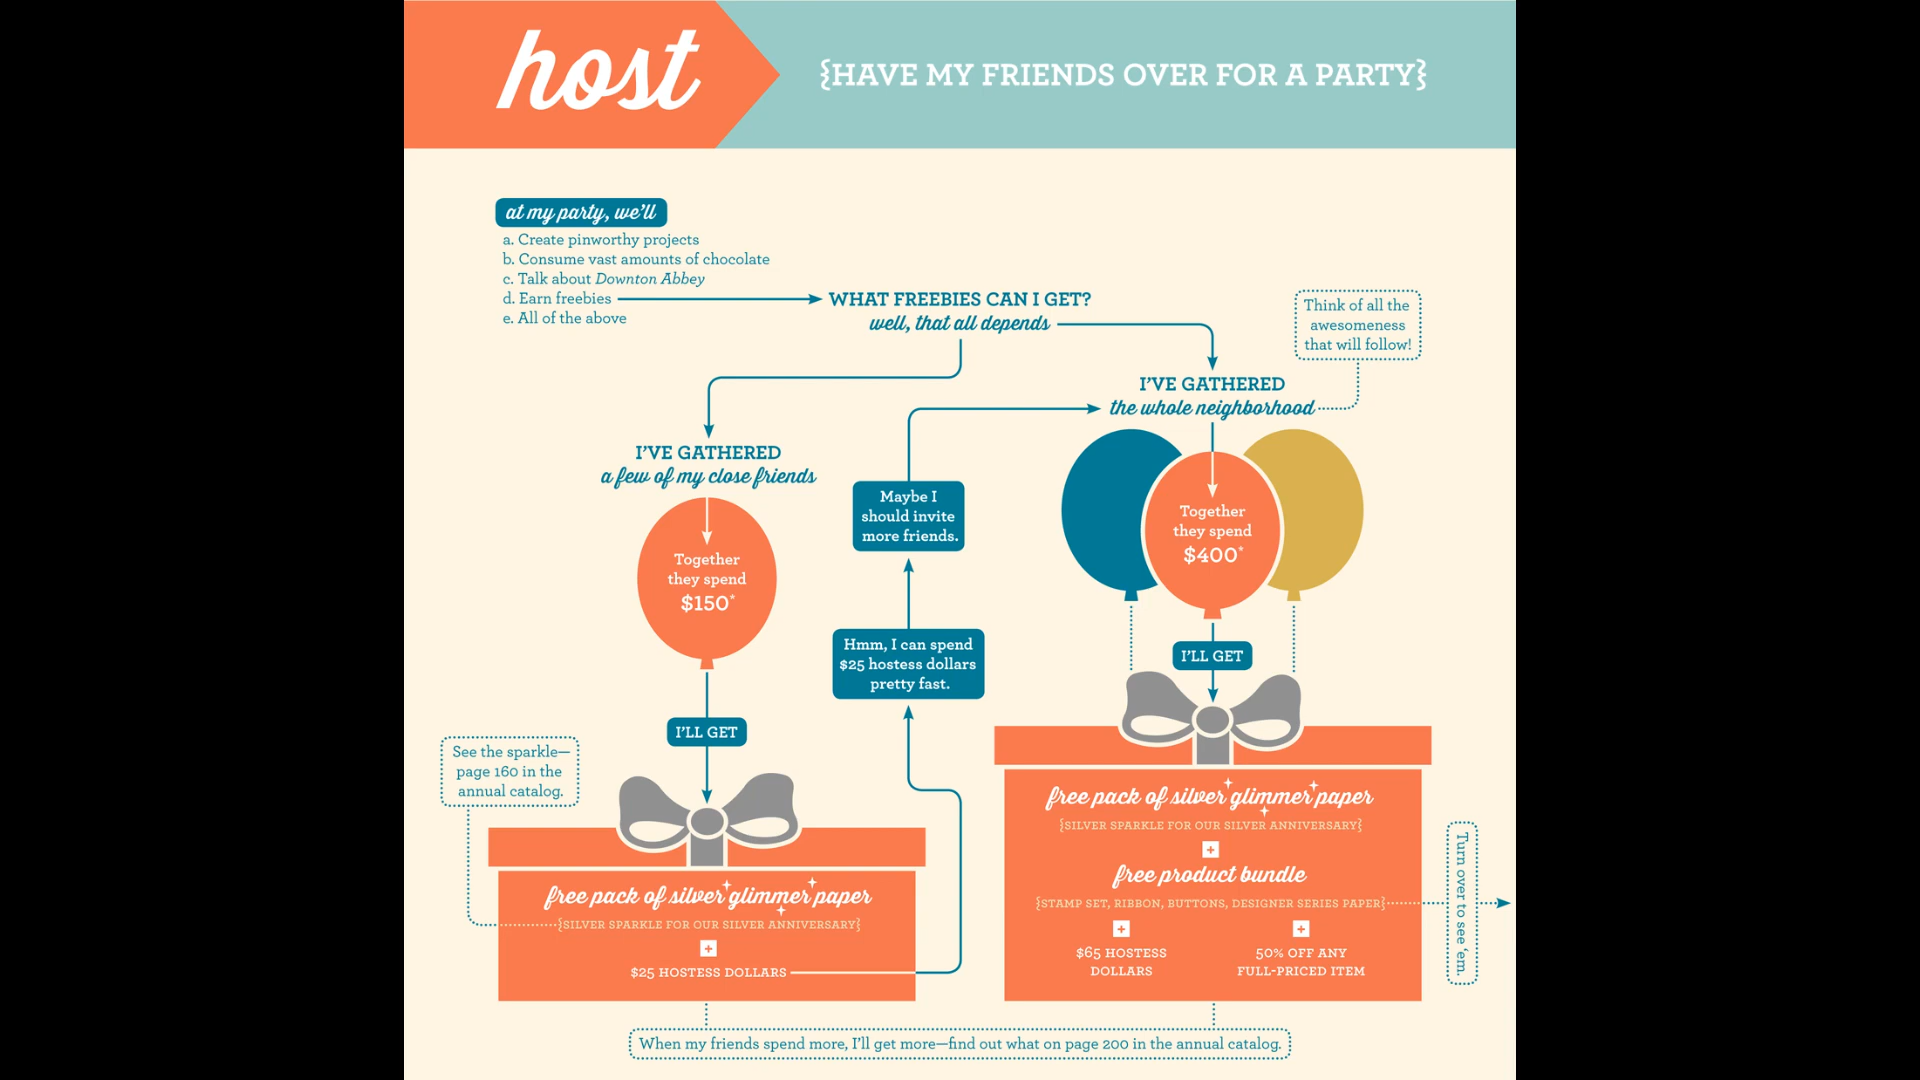 host
{HAVE MY FRIENDS OVER FOR A PARTY}
at my party, we'll
a. Create pinworthy projects
b. Consume vast amounts of chocolate
c. Talk about Downton Abbey
d. Earn freebies
e. All of the above
WHAT FREEBIES CAN I GET?
well, that all depends
Think of all the
awesomeness
that will follow!
I'VE GATHERED
a few of my close friends
Together
they spend
$150*
I'LL GET
See the sparkle—
page 160 in the
annual catalog.
free pack of silver glimmer paper
{SILVER SPARKLE FOR OUR SILVER ANNIVERSARY}
+
$25 HOSTESS DOLLARS
Hmm, I can spend
$25 hostess dollars
pretty fast.
Maybe I
should invite
more friends.
I'VE GATHERED
the whole neighborhood
Together
they spend
$400*
I'LL GET
free pack of silver glimmer paper
{SILVER SPARKLE FOR OUR SILVER ANNIVERSARY}
+
free product bundle
{STAMP SET, RIBBON, BUTTONS, DESIGNER SERIES PAPER}
+
$65 HOSTESS
DOLLARS
+
50% OFF ANY
FULL-PRICED ITEM
Turn over to see 'em.
When my friends spend more, I'll get more—find out what on page 200 in the annual catalog.